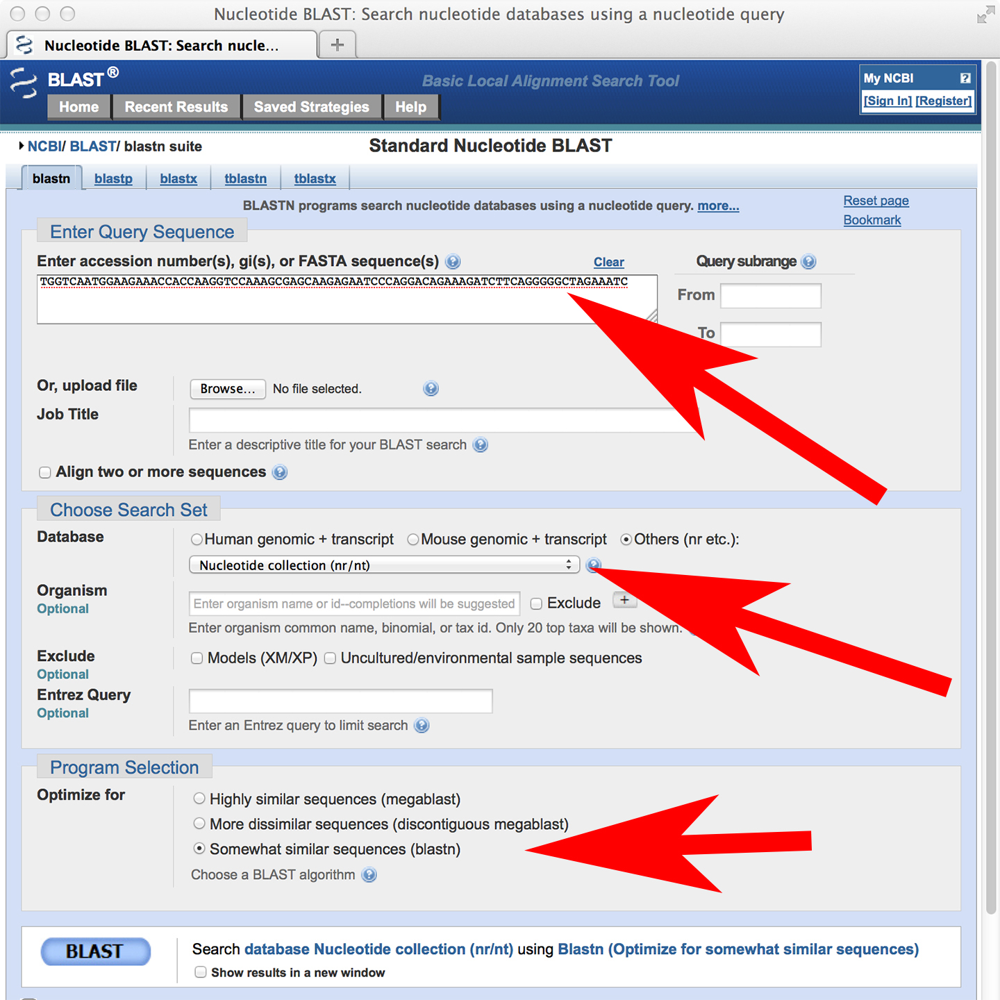 Nucleotide BLAST: Search nucleotide databases using a nucleotide query
Nucleotide BLAST: Search nucle...
BLAST®
Basic Local Alignment Search Tool
My NCBI
[Sign In] [Register]
Home Recent Results Saved Strategies Help
NCBI/ BLAST/ blastn suite
Standard Nucleotide BLAST
blastn blastp blastx tblastn tblastx
BLASTN programs search nucleotide databases using a nucleotide query. more...
Reset page
Bookmark
Enter Query Sequence
Enter accession number(s), gi(s), or FASTA sequence(s)
Clear
Query subrange
TGGTCAATGGAAGAAACCACCAAGGTCCAAAGCGAGCAAGAGAATCCCAGGACAGAAAGATCTTCAGGGGGCTAGAAATC
From
To
Or, upload file
Browse... No file selected.
Job Title
Enter a descriptive title for your BLAST search
Align two or more sequences
Choose Search Set
Database
Human genomic + transcript Mouse genomic + transcript Others (nr etc.):
Nucleotide collection (nr/nt)
Organism
Optional
Enter organism name or id--completions will be suggested
Exclude +
Enter organism common name, binomial, or tax id. Only 20 top taxa will be shown.
Exclude
Optional
Models (XM/XP) Uncultured/environmental sample sequences
Entrez Query
Optional
Enter an Entrez query to limit search
Program Selection
Optimize for
Highly similar sequences (megablast)
More dissimilar sequences (discontiguous megablast)
Somewhat similar sequences (blastn)
Choose a BLAST algorithm
BLAST
Search database Nucleotide collection (nr/nt) using Blastn (Optimize for somewhat similar sequences)
Show results in a new window